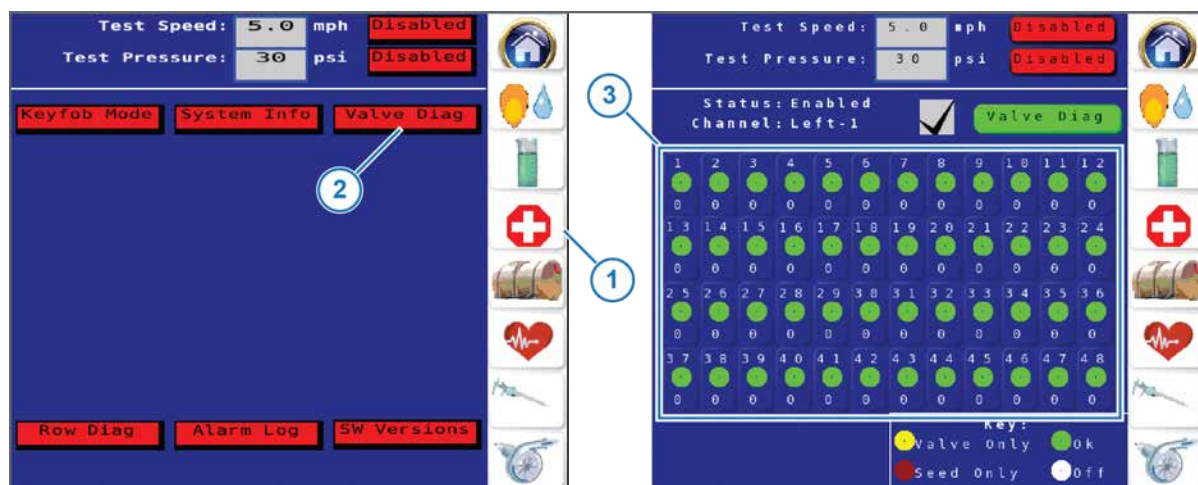 Test Speed: 5.0 mph Disabled
Test Pressure: 30 psi Disabled
Keyfob Mode System Info Valve Diag
2
1
Row Diag Alarm Log SW Versions
Test Speed: 5.0 mph Disabled
Test Pressure: 30 psi Disabled
3
Status: Enabled
Channel: Left-1
Valve Diag
1 2 3 4 5 6 7 8 9 10 11 12
0 0 0 0 0 0 0 0 0 0 0 0
13 14 15 16 17 18 19 20 21 22 23 24
0 0 0 0 0 0 0 0 0 0 0 0
25 26 27 28 29 30 31 32 33 34 35 36
0 0 0 0 0 0 0 0 0 0 0 0
37 38 39 40 41 42 43 44 45 46 47 48
0 0 0 0 0 0 0 0 0 0 0 0
Key:
Valve Only Ok
Seed Only Off